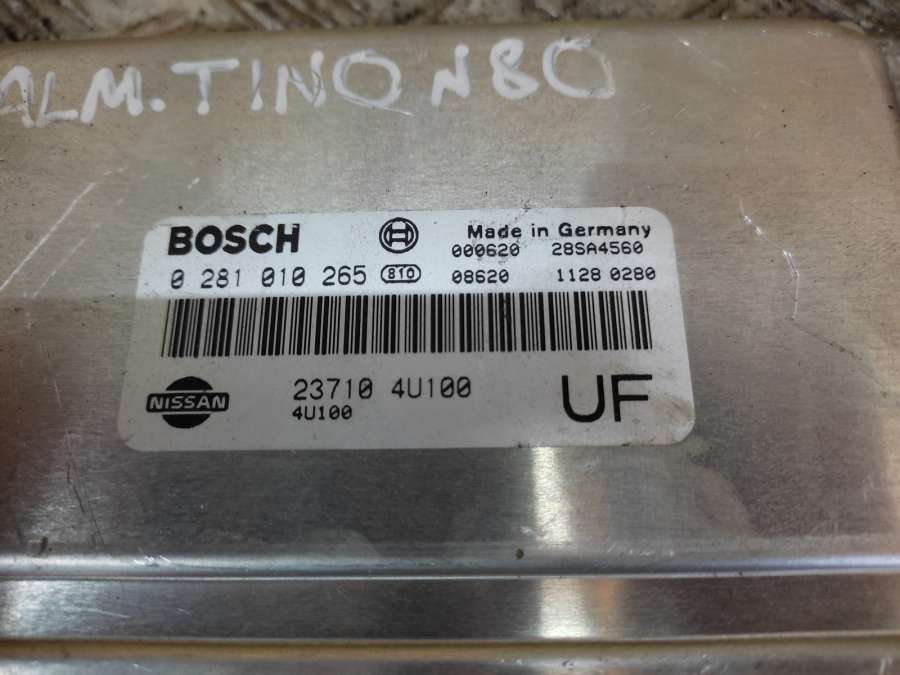 ALM.TINO N80
BOSCH
Made in Germany
000620 28SA4560
0 281 010 265 810
08620 1128 0280
NISSAN
23710 4U100
4U100
UF